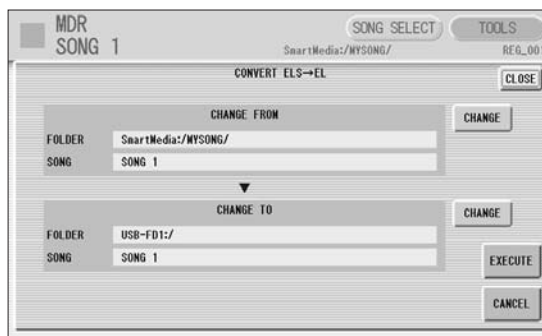 MDR SONG SELECT TOOLS
SONG 1 SmartMedia:/MYSONG/ REG_00
CONVERT ELS→EL CLOSE
CHANGE FROM CHANGE
FOLDER SmartMedia:/MYSONG/
SONG SONG 1
▼
CHANGE TO CHANGE
FOLDER USB-FD1:/
SONG SONG 1
EXECUTE
CANCEL